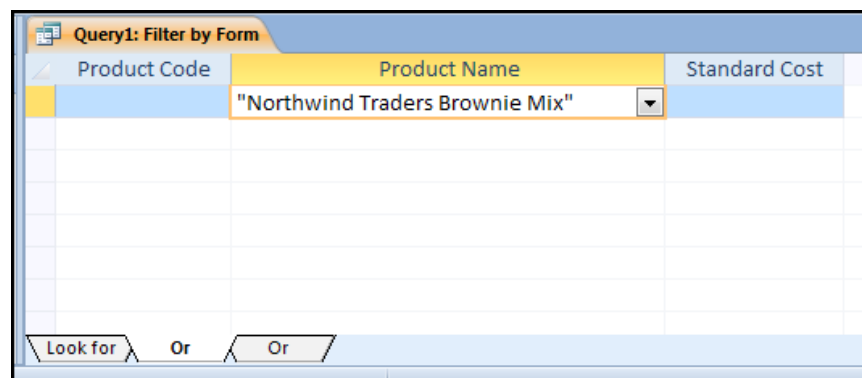 Query1: Filter by Form
Product Code Product Name Standard Cost
"Northwind Traders Brownie Mix"
Look for Or Or